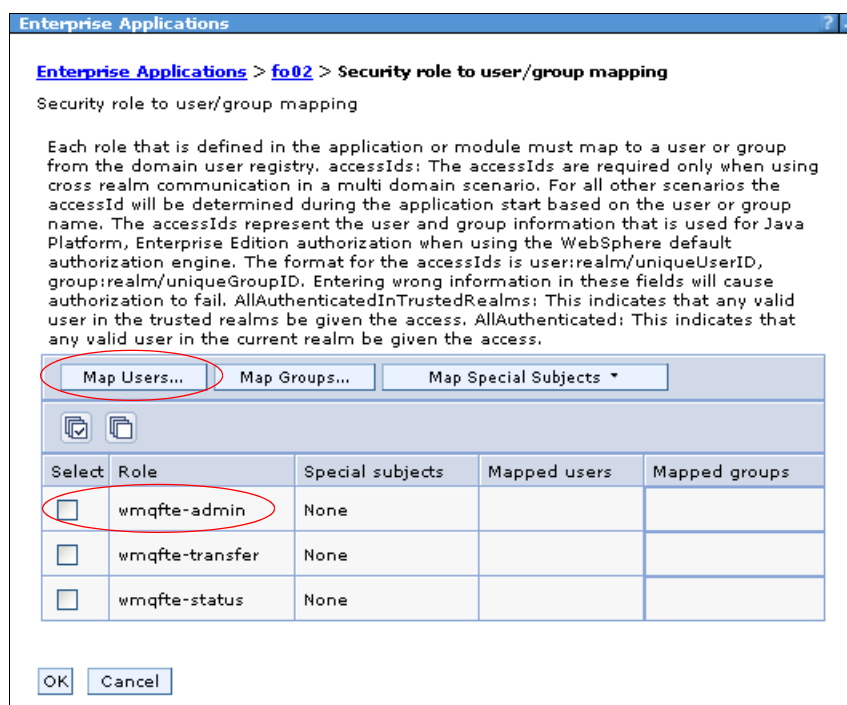 Enterprise Applications ?
Enterprise Applications > fo02 > Security role to user/group mapping
Security role to user/group mapping
Each role that is defined in the application or module must map to a user or group
from the domain user registry. accessIds: The accessIds are required only when using
cross realm communication in a multi domain scenario. For all other scenarios the
accessId will be determined during the application start based on the user or group
name. The accessIds represent the user and group information that is used for Java
Platform, Enterprise Edition authorization when using the WebSphere default
authorization engine. The format for the accessIds is user:realm/uniqueUserID,
group:realm/uniqueGroupID. Entering wrong information in these fields will cause
authorization to fail. AllAuthenticatedInTrustedRealms: This indicates that any valid
user in the trusted realms be given the access. AllAuthenticated: This indicates that
any valid user in the current realm be given the access.
Map Users... Map Groups... Map Special Subjects
Select Role Special subjects Mapped users Mapped groups
wmqfte-admin None
wmqfte-transfer None
wmqfte-status None
OK Cancel